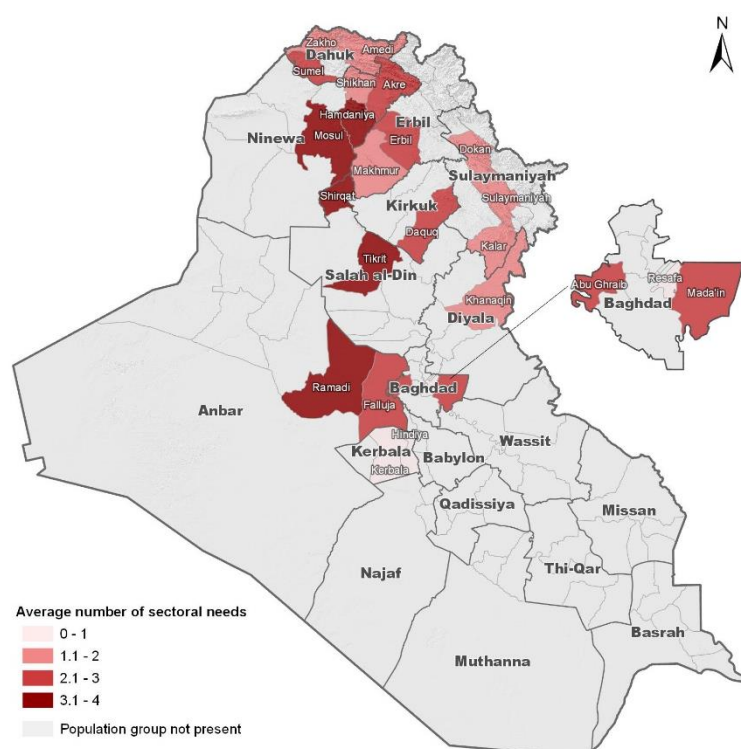 N
Zakho
Amedi
Dahuk
Sumel
Shikhan
Akre
Hamdaniya
Erbil
Ninewa
Mosul
Erbil
Dokan
Makhmur
Sulaymaniyah
Shirqat
Kirkuk
Sulaymaniyah
Daquq
Kalar
Tikrit
Salah al-Din
Khanaqin
Diyala
Abu Ghraib
Resafa
Mada'in
Baghdad
Ramadi
Baghdad
Falluja
Anbar
Hindiya
Wassit
Kerbala
Babylon
Kerbala
Qadissiya
Missan
Najaf
Thi-Qar
Basrah
Muthanna
Average number of sectoral needs
0 - 1
1.1 - 2
2.1 - 3
3.1 - 4
Population group not present